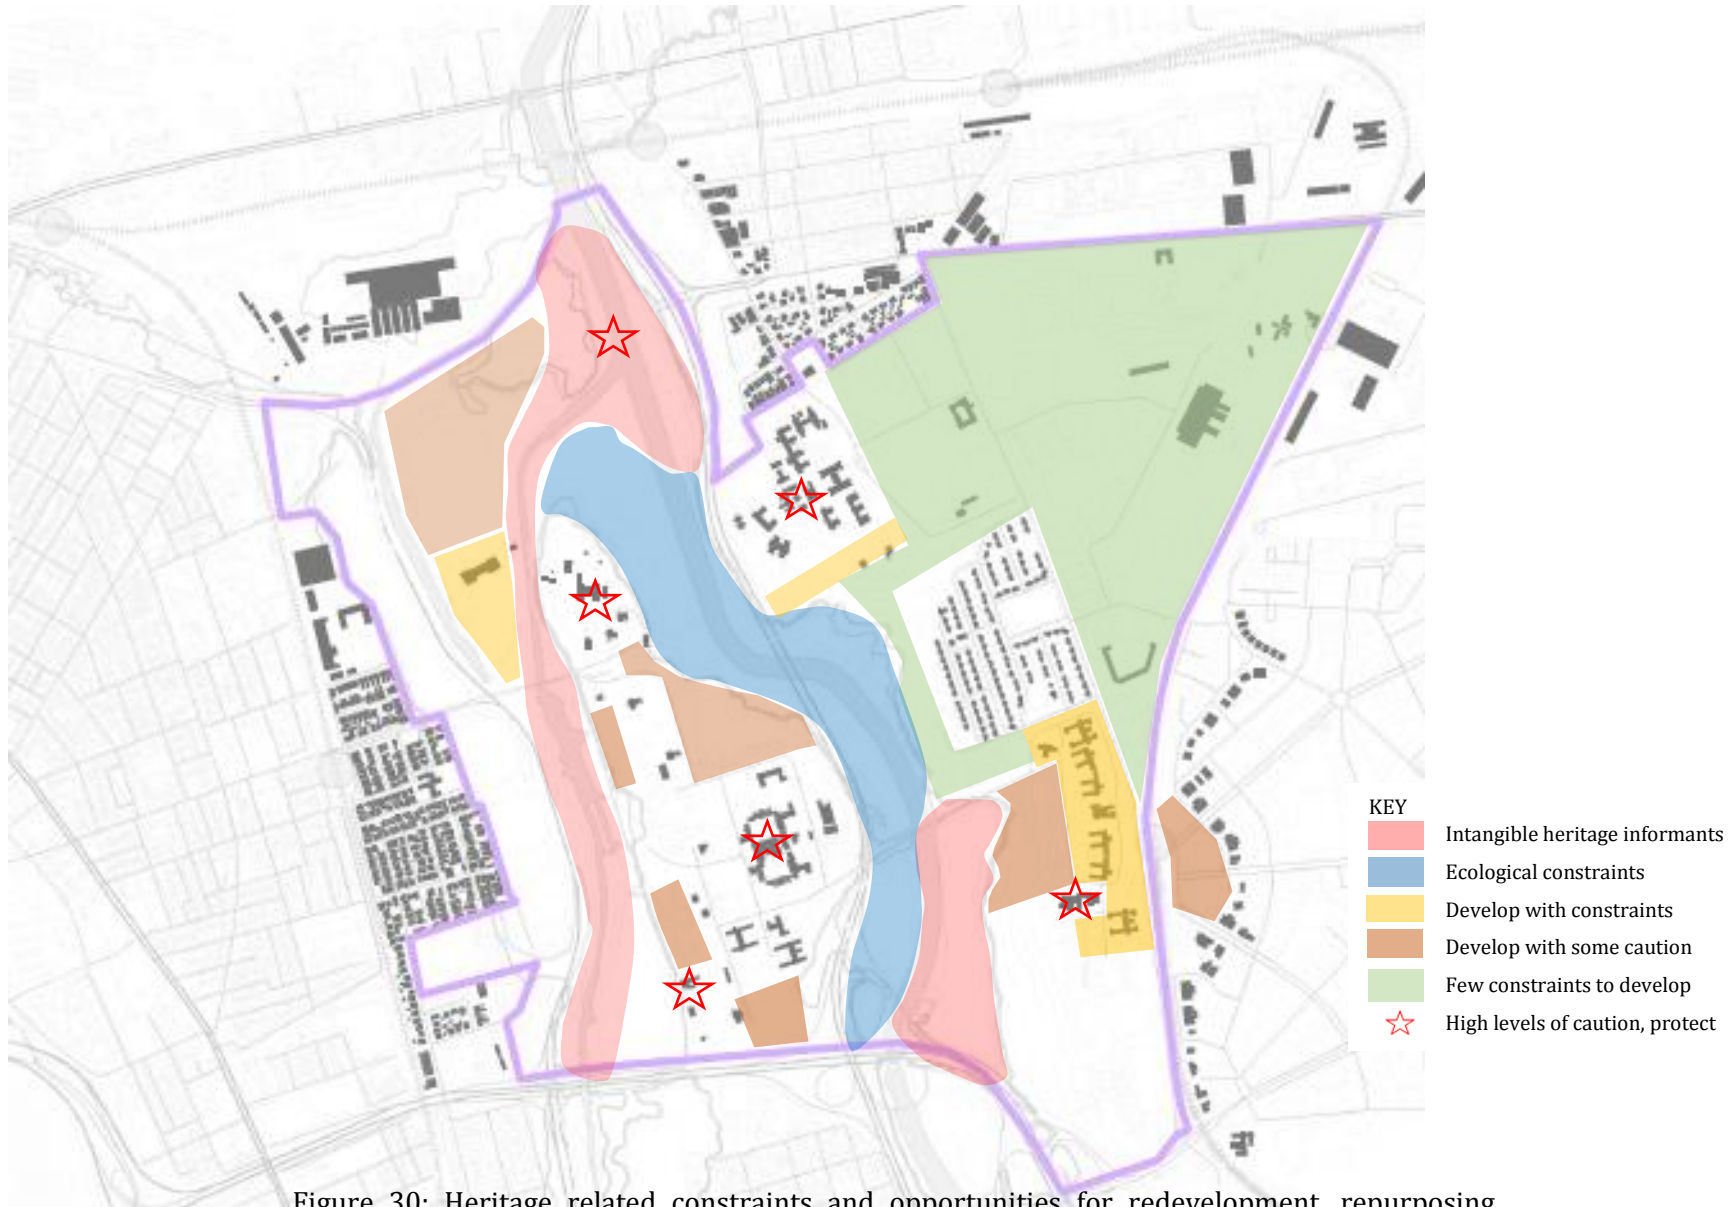 KEY
Intangible heritage informants
Ecological constraints
Develop with constraints
Develop with some caution
Few constraints to develop
High levels of caution, protect
Figure 30: Heritage related constraints and opportunities for redevelopment, repurposing